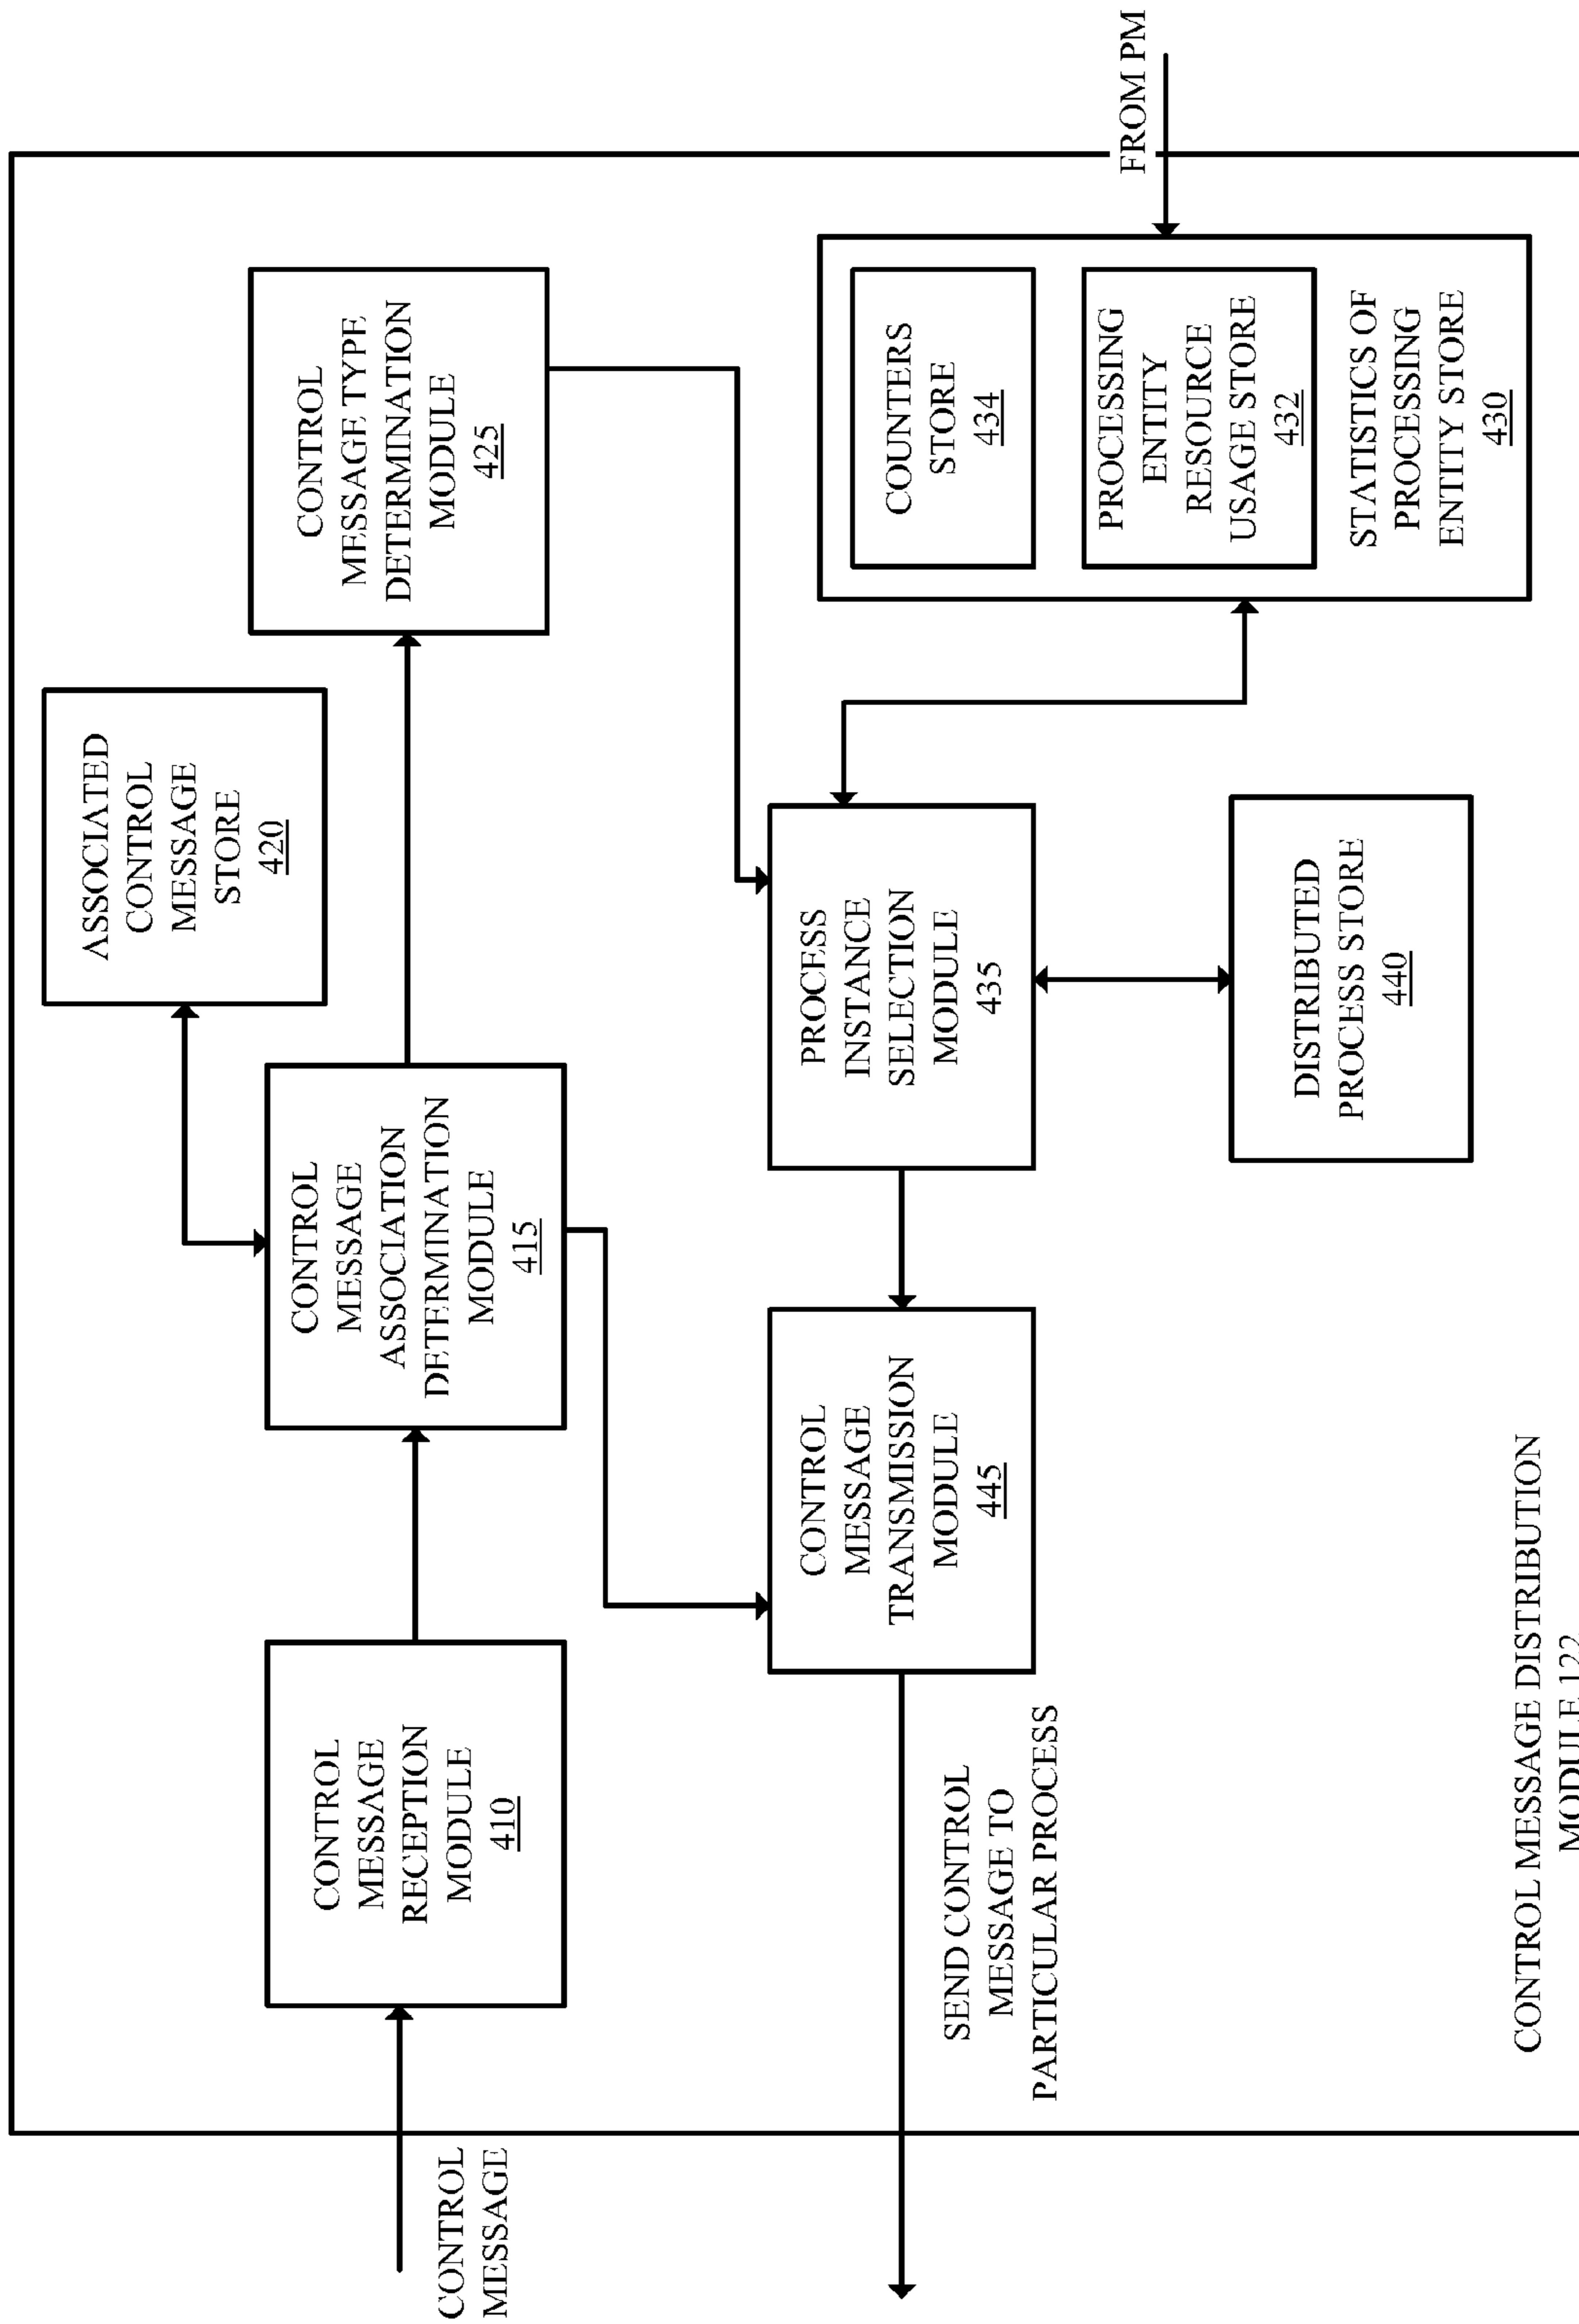 CONTROL
MESSAGE
CONTROL
MESSAGE
RECEPTION
MODULE
410
CONTROL
MESSAGE
ASSOCIATION
DETERMINATION
MODULE
415
ASSOCIATED
CONTROL
MESSAGE
STORE
420
CONTROL
MESSAGE TYPE
DETERMINATION
MODULE
425
SEND CONTROL
MESSAGE TO
PARTICULAR PROCESS
CONTROL
MESSAGE
TRANSMISSION
MODULE
445
PROCESS
INSTANCE
SELECTION
MODULE
435
DISTRIBUTED
PROCESS STORE
440
COUNTERS
STORE
434
PROCESSING
ENTITY
RESOURCE
USAGE STORE
432
STATISTICS OF
PROCESSING
ENTITY STORE
430
FROM PM
CONTROL MESSAGE DISTRIBUTION
MODULE 122